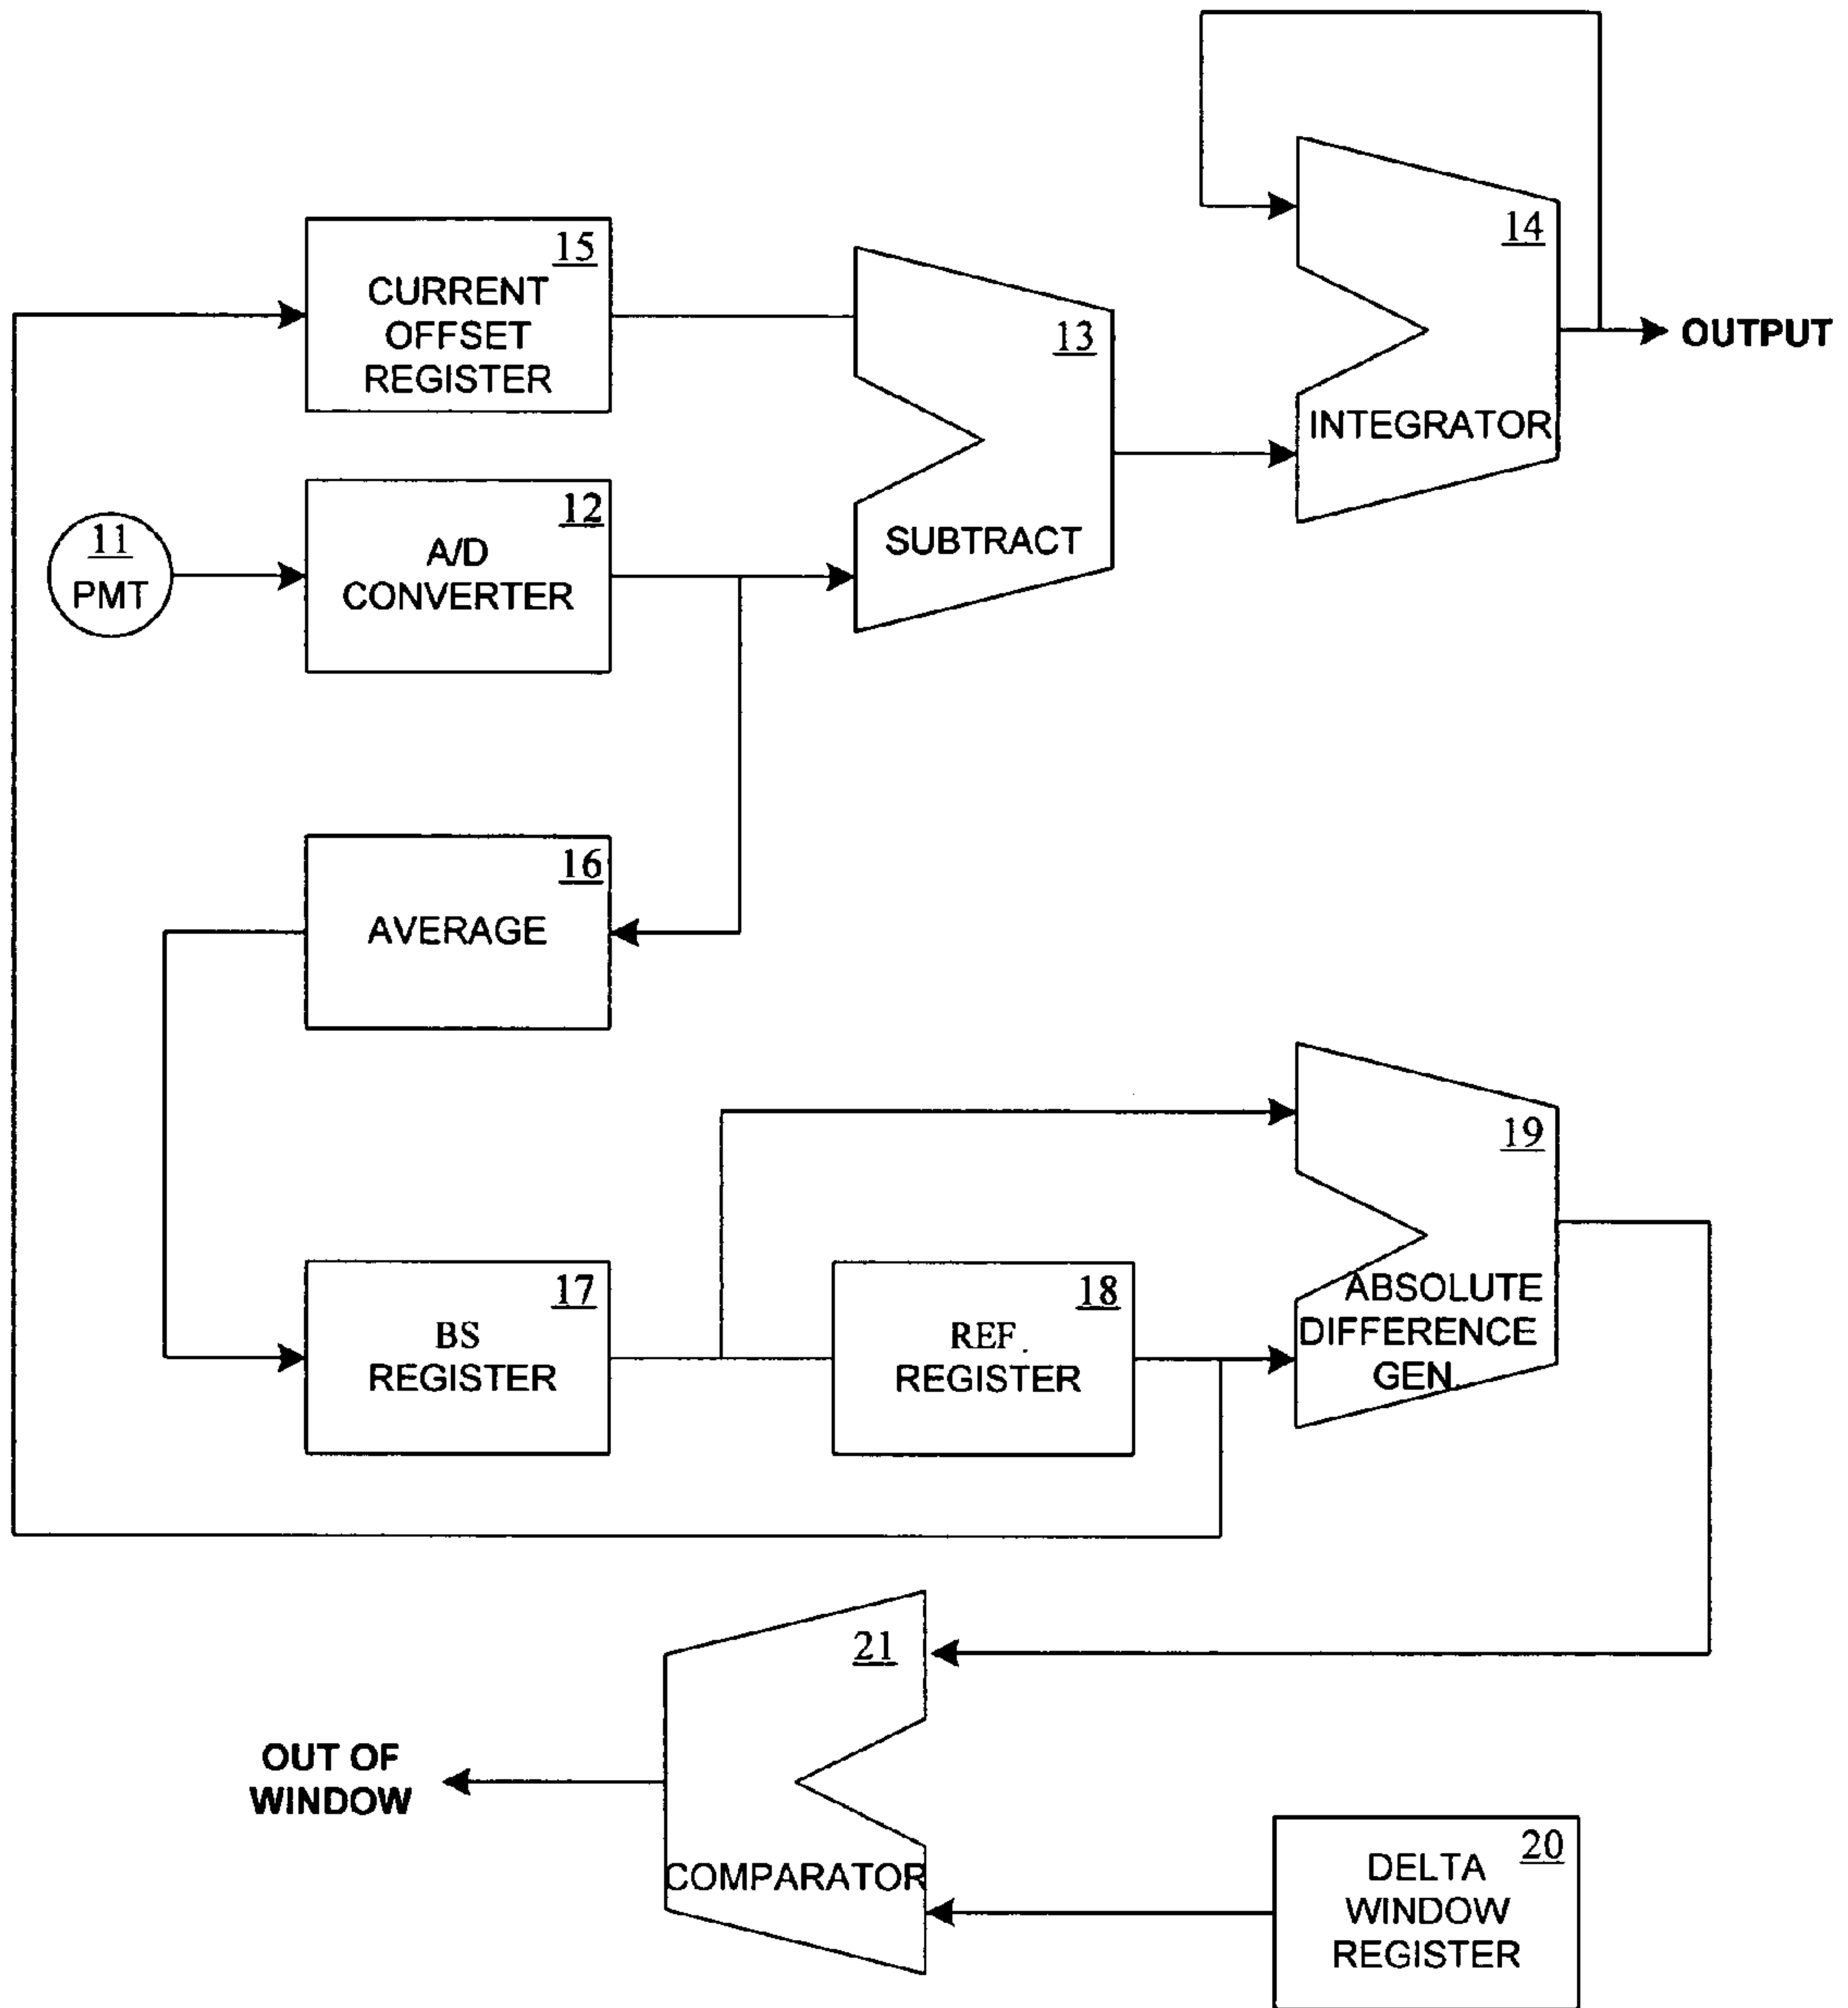 15
CURRENT
OFFSET
REGISTER
13
SUBTRACT
14
INTEGRATOR
OUTPUT
11
PMT
12
A/D
CONVERTER
16
AVERAGE
17
BS
REGISTER
18
REF.
REGISTER
19
ABSOLUTE
DIFFERENCE
GEN.
21
COMPARATOR
OUT OF
WINDOW
20
DELTA
WINDOW
REGISTER